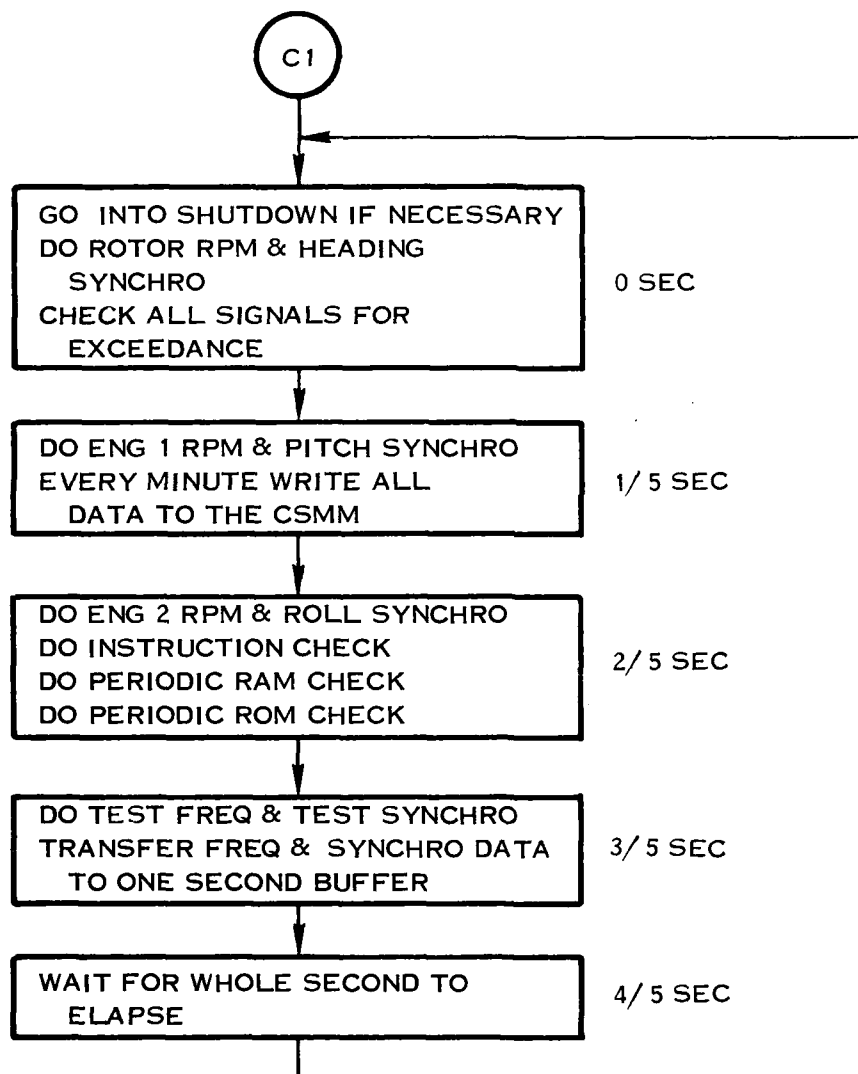 C1
GO INTO SHUTDOWN IF NECESSARY
DO ROTOR RPM & HEADING
SYNCHRO
CHECK ALL SIGNALS FOR
EXCEEDANCE
0 SEC
DO ENG 1 RPM & PITCH SYNCHRO
EVERY MINUTE WRITE ALL
DATA TO THE CSMM
1/5 SEC
DO ENG 2 RPM & ROLL SYNCHRO
DO INSTRUCTION CHECK
DO PERIODIC RAM CHECK
DO PERIODIC ROM CHECK
2/5 SEC
DO TEST FREQ & TEST SYNCHRO
TRANSFER FREQ & SYNCHRO DATA
TO ONE SECOND BUFFER
3/5 SEC
WAIT FOR WHOLE SECOND TO
ELAPSE
4/5 SEC